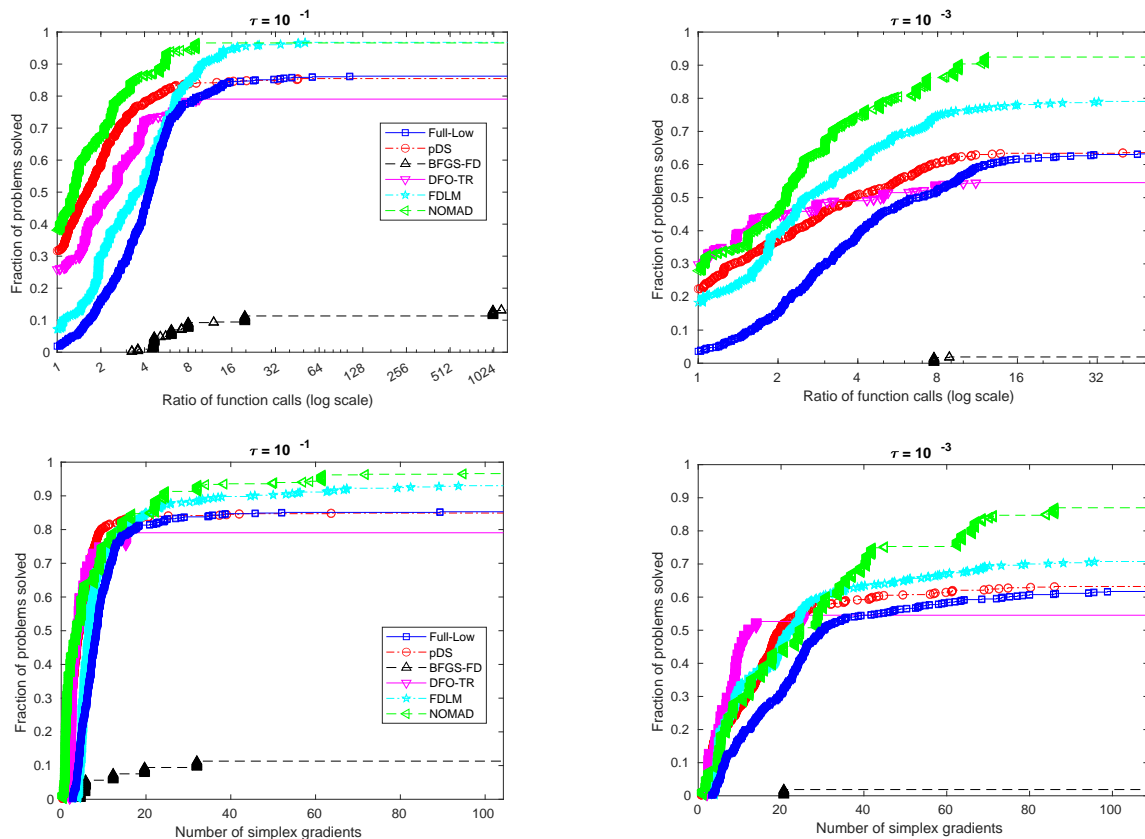 τ = 10 -1
1
0.9
0.8
0.7
0.6
0.5
0.4
0.3
0.2
0.1
0
Fraction of problems solved
1 2 4 8 16 32 64 128 256 512 1024
Ratio of function calls (log scale)
Full-Low
pDS
BFGS-FD
DFO-TR
FDLM
NOMAD
τ = 10 -3
1
0.9
0.8
0.7
0.6
0.5
0.4
0.3
0.2
0.1
0
Fraction of problems solved
1 2 4 8 16 32
Ratio of function calls (log scale)
τ = 10 -1
1
0.9
0.8
0.7
0.6
0.5
0.4
0.3
0.2
0.1
0
Fraction of problems solved
0 20 40 60 80 100
Number of simplex gradients
Full-Low
pDS
BFGS-FD
DFO-TR
FDLM
NOMAD
τ = 10 -3
1
0.9
0.8
0.7
0.6
0.5
0.4
0.3
0.2
0.1
0
Fraction of problems solved
0 20 40 60 80 100
Number of simplex gradients